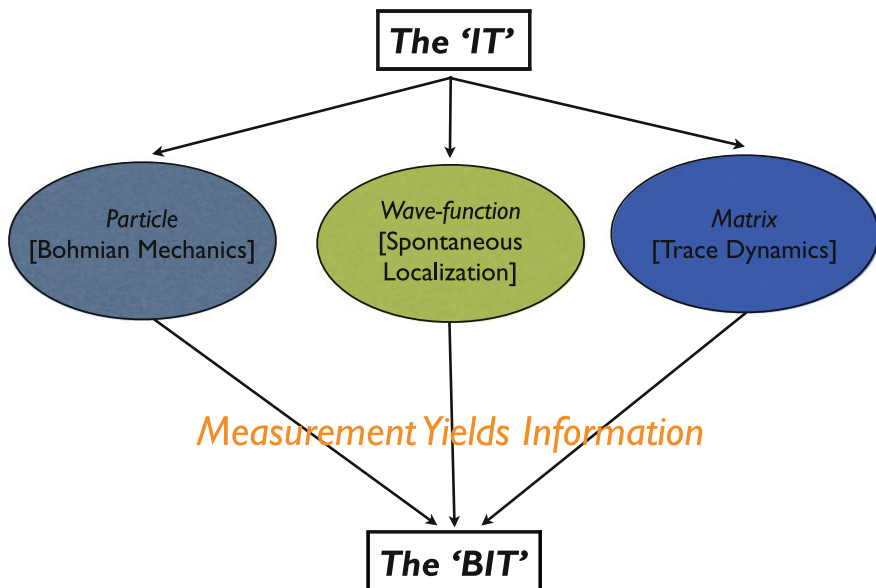 The ‘IT’
Particle
[Bohmian Mechanics]
Wave-function
[Spontaneous
Localization]
Matrix
[Trace Dynamics]
Measurement Yields Information
The ‘BIT’